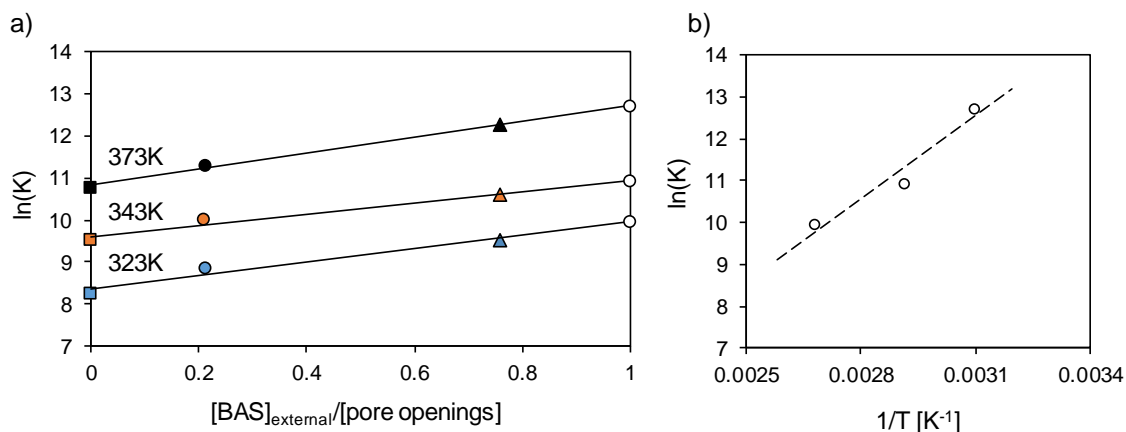 a)
14
13
12
11
10
9
8
7
ln(K)
373K
343K
323K
0
0.2
0.4
0.6
0.8
1
[BAS]external/[pore openings]
b)
14
13
12
11
10
9
8
7
ln(K)
0.0025
0.0028
0.0031
0.0034
1/T [K-1]